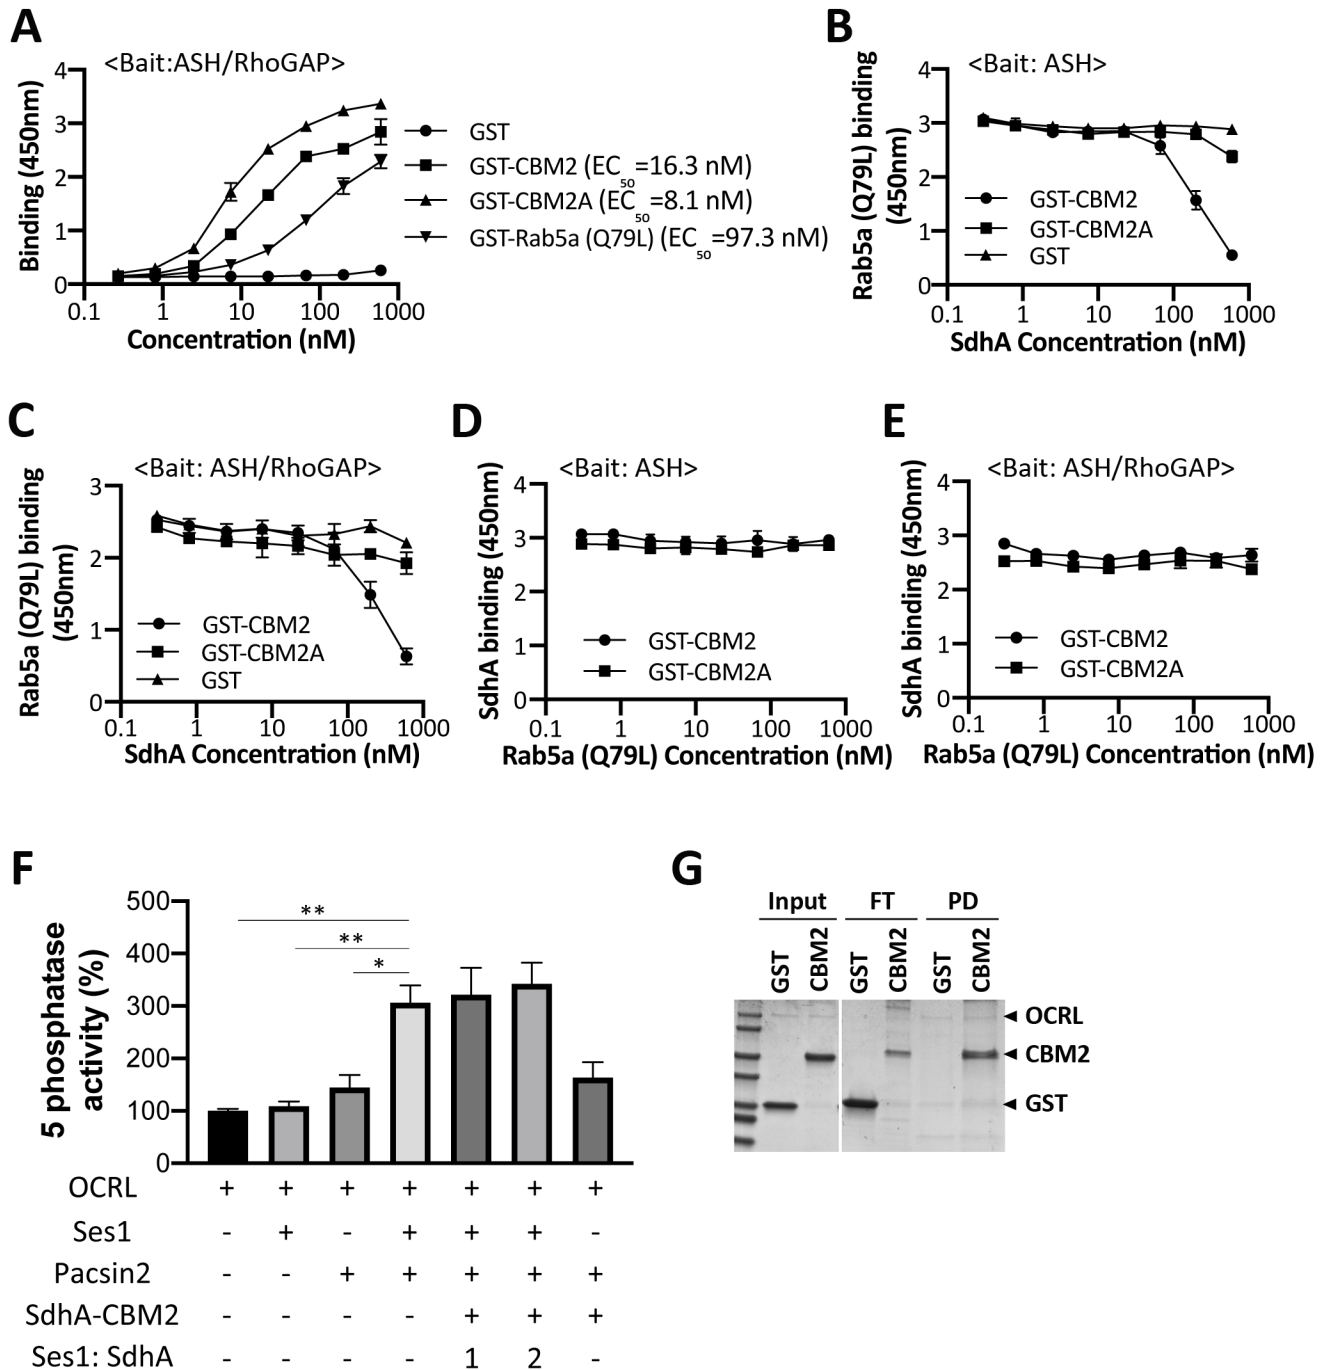 A
<Bait:ASH/RhoGAP>
Binding (450nm)
4
3
2
1
0
0.1 1 10 100 1000
Concentration (nM)
GST
GST-CBM2 (EC50=16.3 nM)
GST-CBM2A (EC50=8.1 nM)
GST-Rab5a (Q79L) (EC50=97.3 nM)
B
<Bait: ASH>
Rab5a (Q79L) binding
(450nm)
4
3
2
1
0
GST-CBM2
GST-CBM2A
GST
0.1 1 10 100 1000
SdhA Concentration (nM)
C
<Bait: ASH/RhoGAP>
Rab5a (Q79L) binding
(450nm)
3
2
1
0
GST-CBM2
GST-CBM2A
GST
0.1 1 10 100 1000
SdhA Concentration (nM)
D
<Bait: ASH>
SdhA binding (450nm)
4
3
2
1
0
GST-CBM2
GST-CBM2A
0.1 1 10 100 1000
Rab5a (Q79L) Concentration (nM)
E
<Bait: ASH/RhoGAP>
SdhA binding (450nm)
4
3
2
1
0
GST-CBM2
GST-CBM2A
0.1 1 10 100 1000
Rab5a (Q79L) Concentration (nM)
F
5 phosphatase
activity (%)
500
400
300
200
100
0
**
**
*
OCRL + + + + + + +
Ses1 - + - + + + -
Pacsin2 - - + + + + +
SdhA-CBM2 - - - - + + +
Ses1: SdhA - - - - 1 2 -
G
Input FT PD
GST CBM2 GST CBM2 GST CBM2
OCRL
CBM2
GST